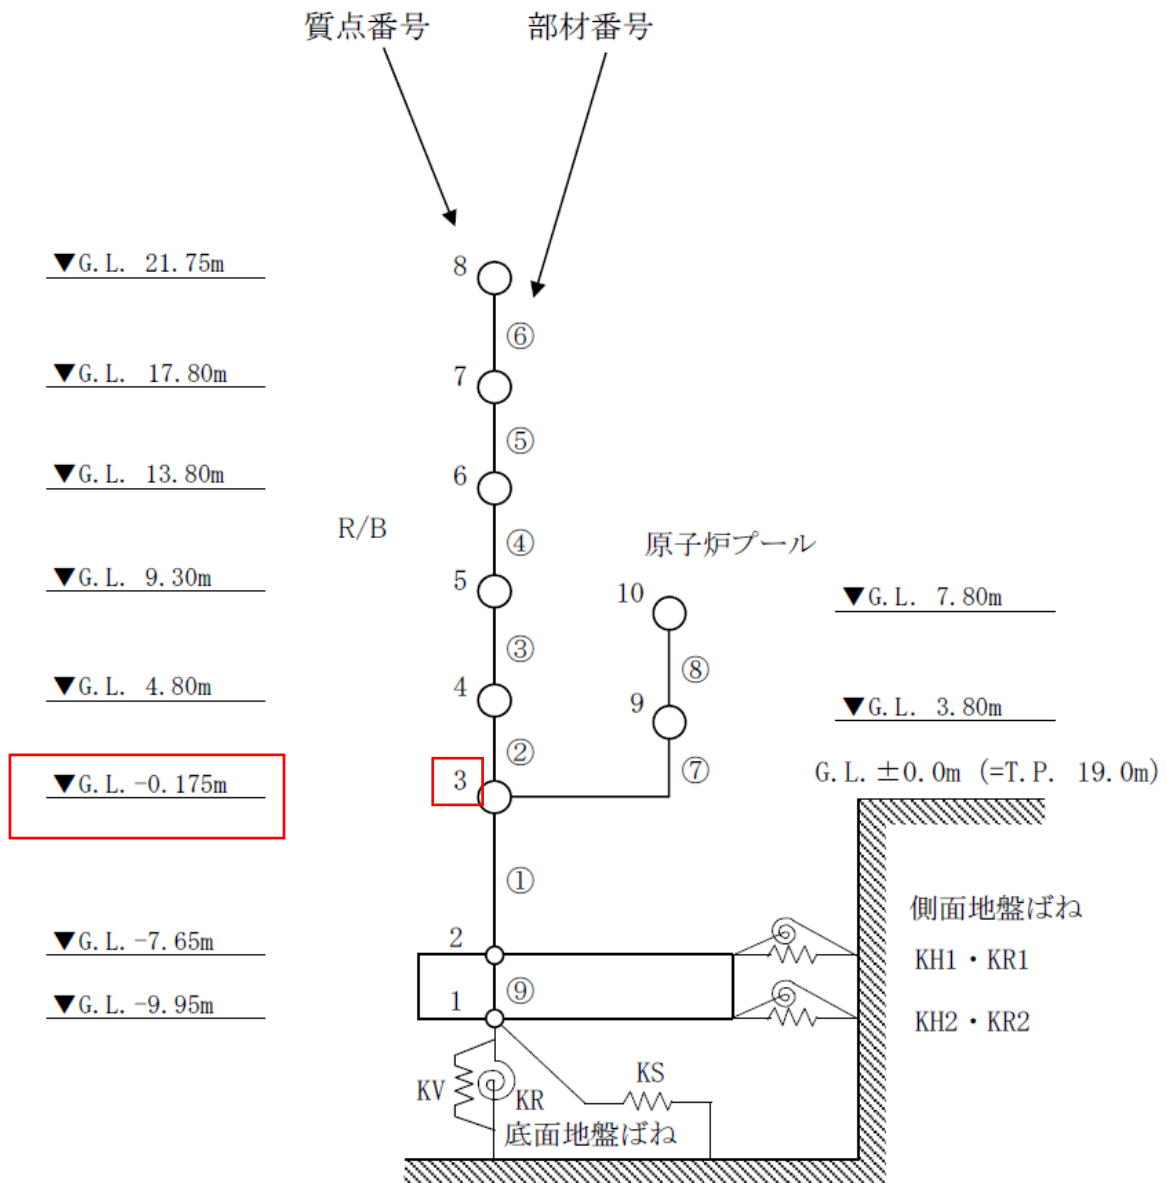 質点番号 部材番号
▼G.L. 21.75m 8
⑥
▼G.L. 17.80m 7
⑤
▼G.L. 13.80m 6
R/B ④ 原子炉プール
▼G.L. 9.30m 5 10 ▼G.L. 7.80m
③ ⑧
▼G.L. 4.80m 4 9 ▼G.L. 3.80m
② ⑦ G.L.±0.0m (=T.P. 19.0m)
▼G.L.-0.175m 3
①
側面地盤ばね
▼G.L.-7.65m 2 KH1・KR1
▼G.L.-9.95m 1 ⑨ KH2・KR2
KV KR KS
底面地盤ばね